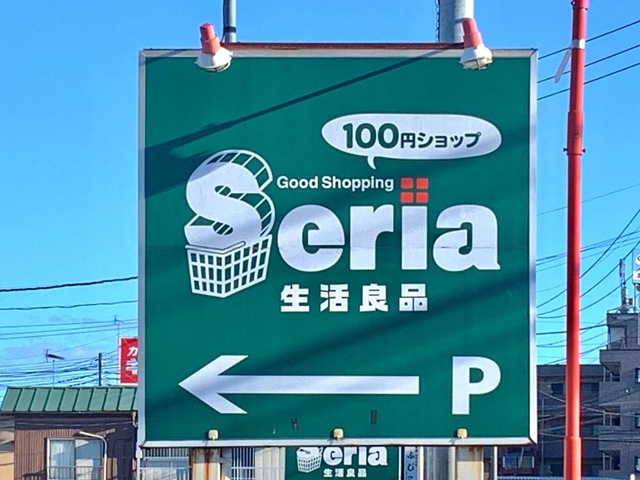 100円ショップ
Good Shopping
Seria
生活良品
← P
Seria
生活良品